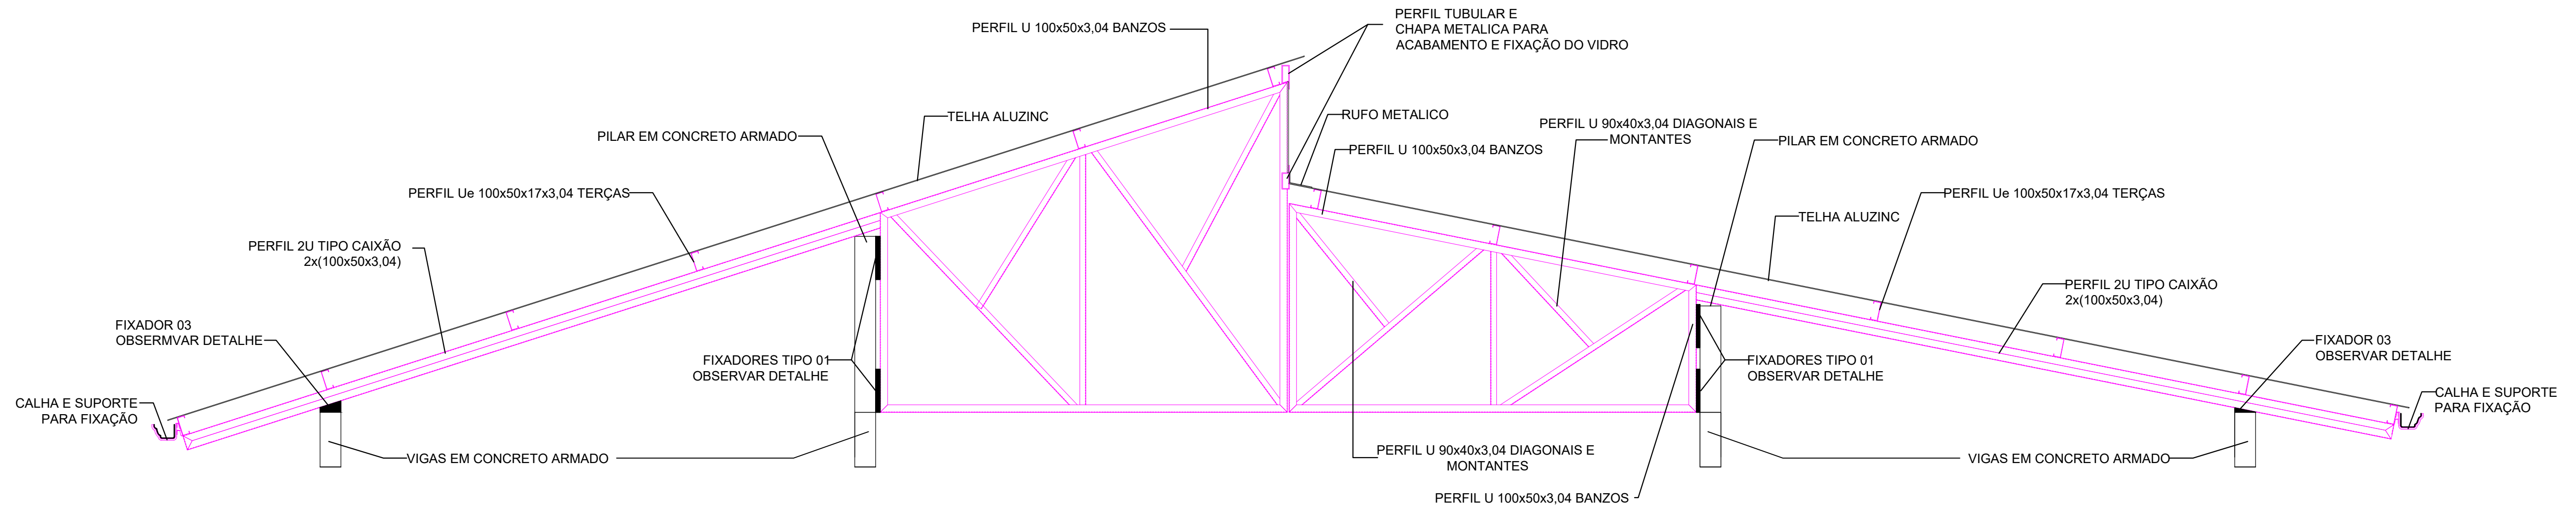 PERFIL U 100x50x3,04 BANZOS
PERFIL TUBULAR E
CHAPA METALICA PARA
ACABAMENTO E FIXAÇÃO DO VIDRO
TELHA ALUZINC
RUFO METALICO
PERFIL U 90x40x3,04 DIAGONAIS E
MONTANTES
PILAR EM CONCRETO ARMADO
PERFIL U 100x50x3,04 BANZOS
PILAR EM CONCRETO ARMADO
PERFIL Ue 100x50x17x3,04 TERÇAS
PERFIL Ue 100x50x17x3,04 TERÇAS
TELHA ALUZINC
PERFIL 2U TIPO CAIXÃO
2x(100x50x3,04)
PERFIL 2U TIPO CAIXÃO
2x(100x50x3,04)
FIXADOR 03
OBSERMVAR DETALHE
FIXADORES TIPO 01
OBSERVAR DETALHE
FIXADORES TIPO 01
OBSERVAR DETALHE
FIXADOR 03
OBSERVAR DETALHE
CALHA E SUPORTE
PARA FIXAÇÃO
CALHA E SUPORTE
PARA FIXAÇÃO
VIGAS EM CONCRETO ARMADO
PERFIL U 90x40x3,04 DIAGONAIS E
MONTANTES
VIGAS EM CONCRETO ARMADO
PERFIL U 100x50x3,04 BANZOS